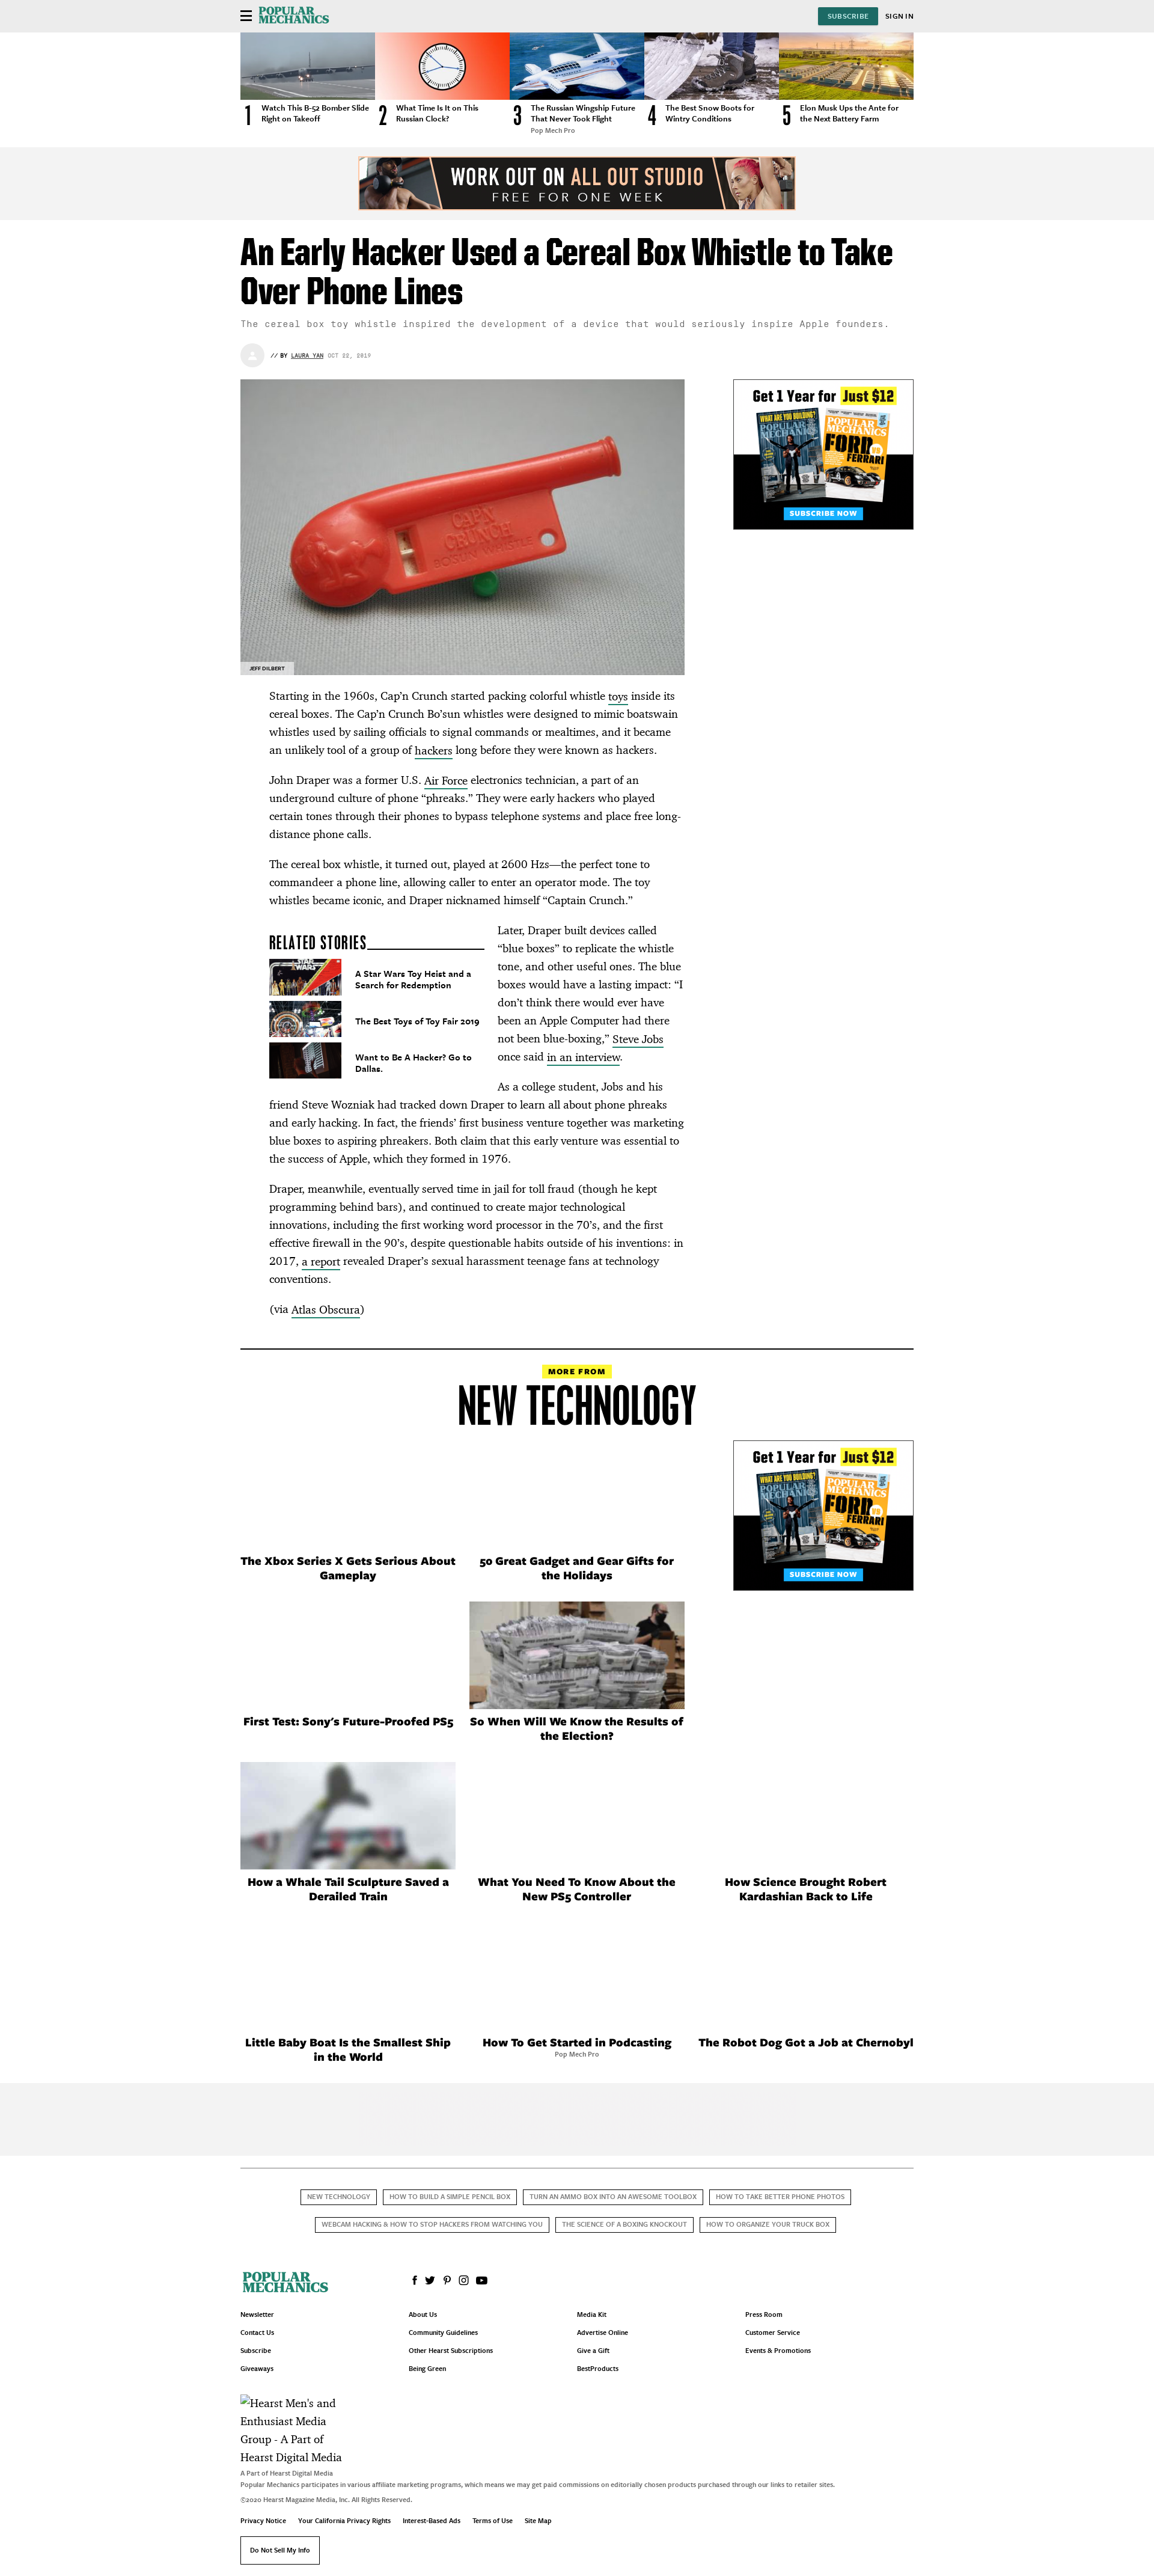 POPULAR
MECHANICS
SUBSCRIBE
SIGN IN
1
Watch This B-52 Bomber Slide
Right on Takeoff
2
What Time Is It on This
Russian Clock?
3
The Russian Wingship Future
That Never Took Flight
Pop Mech Pro
4
The Best Snow Boots for
Wintry Conditions
5
Elon Musk Ups the Ante for
the Next Battery Farm
WORK OUT ON ALL OUT STUDIO
FREE FOR ONE WEEK
An Early Hacker Used a Cereal Box Whistle to Take
Over Phone Lines
The cereal box toy whistle inspired the development of a device that would seriously inspire Apple founders.
// BY LAURA YAN OCT 22, 2019
CAP'N
CRUNCH
BOSUN WHISTLE
JEFF DILBERT
Get 1 Year for Just $12
WHAT ARE YOU BUILDING?
POPULAR MECHANICS
POPULAR MECHANICS
FORD
VS
FERRARI
SUBSCRIBE NOW
Starting in the 1960s, Cap’n Crunch started packing colorful whistle toys inside its
cereal boxes. The Cap’n Crunch Bo’sun whistles were designed to mimic boatswain
whistles used by sailing officials to signal commands or mealtimes, and it became
an unlikely tool of a group of hackers long before they were known as hackers.
John Draper was a former U.S. Air Force electronics technician, a part of an
underground culture of phone “phreaks.” They were early hackers who played
certain tones through their phones to bypass telephone systems and place free long-
distance phone calls.
The cereal box whistle, it turned out, played at 2600 Hzs—the perfect tone to
commandeer a phone line, allowing caller to enter an operator mode. The toy
whistles became iconic, and Draper nicknamed himself “Captain Crunch.”
RELATED STORIES
STAR WARS
A Star Wars Toy Heist and a
Search for Redemption
The Best Toys of Toy Fair 2019
Want to Be A Hacker? Go to
Dallas.
Later, Draper built devices called
“blue boxes” to replicate the whistle
tone, and other useful ones. The blue
boxes would have a lasting impact: “I
don’t think there would ever have
been an Apple Computer had there
not been blue-boxing,” Steve Jobs
once said in an interview.
As a college student, Jobs and his
friend Steve Wozniak had tracked down Draper to learn all about phone phreaks
and early hacking. In fact, the friends’ first business venture together was marketing
blue boxes to aspiring phreakers. Both claim that this early venture was essential to
the success of Apple, which they formed in 1976.
Draper, meanwhile, eventually served time in jail for toll fraud (though he kept
programming behind bars), and continued to create major technological
innovations, including the first working word processor in the 70’s, and the first
effective firewall in the 90’s, despite questionable habits outside of his inventions: in
2017, a report revealed Draper’s sexual harassment teenage fans at technology
conventions.
(via Atlas Obscura)
MORE FROM
NEW TECHNOLOGY
The Xbox Series X Gets Serious About
Gameplay
50 Great Gadget and Gear Gifts for
the Holidays
Get 1 Year for Just $12
WHAT ARE YOU BUILDING?
POPULAR MECHANICS
POPULAR MECHANICS
FORD
VS
FERRARI
SUBSCRIBE NOW
First Test: Sony’s Future-Proofed PS5
So When Will We Know the Results of
the Election?
How a Whale Tail Sculpture Saved a
Derailed Train
What You Need To Know About the
New PS5 Controller
How Science Brought Robert
Kardashian Back to Life
Little Baby Boat Is the Smallest Ship
in the World
How To Get Started in Podcasting
Pop Mech Pro
The Robot Dog Got a Job at Chernobyl
NEW TECHNOLOGY
HOW TO BUILD A SIMPLE PENCIL BOX
TURN AN AMMO BOX INTO AN AWESOME TOOLBOX
HOW TO TAKE BETTER PHONE PHOTOS
WEBCAM HACKING & HOW TO STOP HACKERS FROM WATCHING YOU
THE SCIENCE OF A BOXING KNOCKOUT
HOW TO ORGANIZE YOUR TRUCK BOX
POPULAR
MECHANICS
Newsletter
About Us
Media Kit
Press Room
Contact Us
Community Guidelines
Advertise Online
Customer Service
Subscribe
Other Hearst Subscriptions
Give a Gift
Events & Promotions
Giveaways
Being Green
BestProducts
Hearst Men's and
Enthusiast Media
Group - A Part of
Hearst Digital Media
A Part of Hearst Digital Media
Popular Mechanics participates in various affiliate marketing programs, which means we may get paid commissions on editorially chosen products purchased through our links to retailer sites.
©2020 Hearst Magazine Media, Inc. All Rights Reserved.
Privacy Notice
Your California Privacy Rights
Interest-Based Ads
Terms of Use
Site Map
Do Not Sell My Info